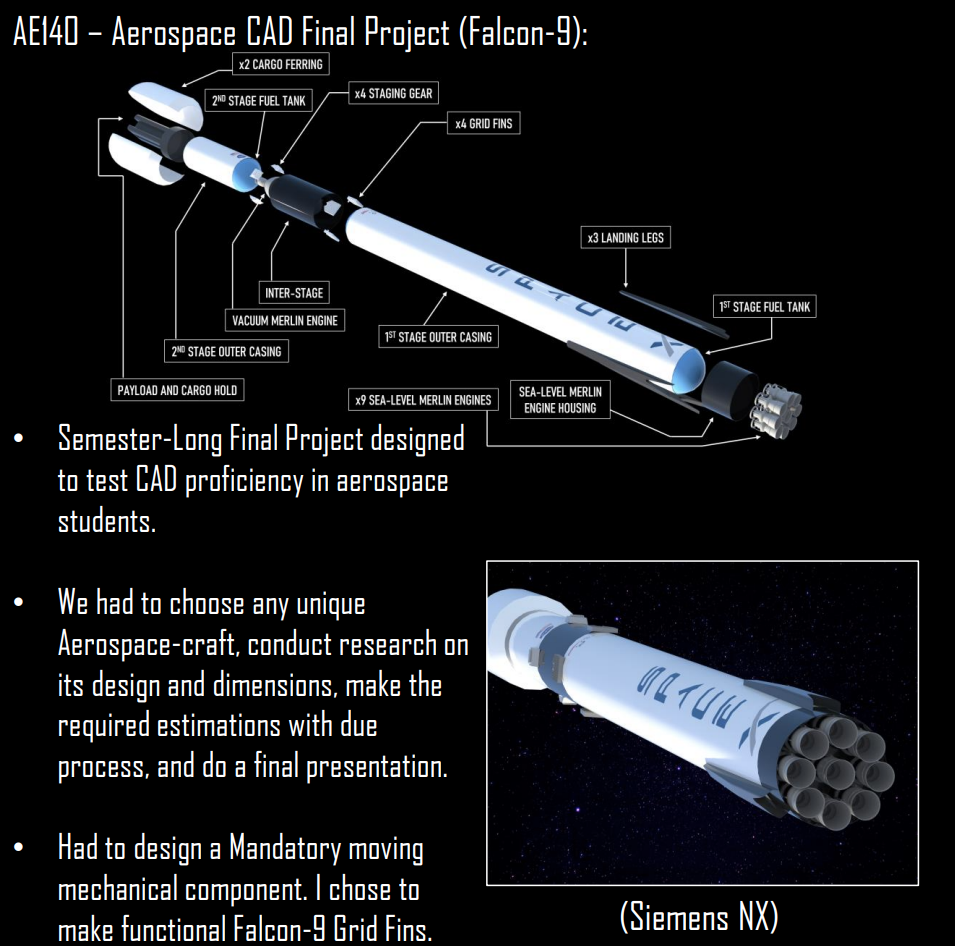 AE140 – Aerospace CAD Final Project (Falcon-9):
x2 CARGO FERRING
2ND STAGE FUEL TANK
x4 STAGING GEAR
x4 GRID FINS
x3 LANDING LEGS
1ST STAGE FUEL TANK
INTER-STAGE
VACUUM MERLIN ENGINE
1ST STAGE OUTER CASING
2ND STAGE OUTER CASING
PAYLOAD AND CARGO HOLD
x9 SEA-LEVEL MERLIN ENGINES
SEA-LEVEL MERLIN
ENGINE HOUSING
SPACE X
• Semester-Long Final Project designed
to test CAD proficiency in aerospace
students.
• We had to choose any unique
Aerospace-craft, conduct research on
its design and dimensions, make the
required estimations with due
process, and do a final presentation.
• Had to design a Mandatory moving
mechanical component. I chose to
make functional Falcon-9 Grid Fins.
SPACE X
(Siemens NX)